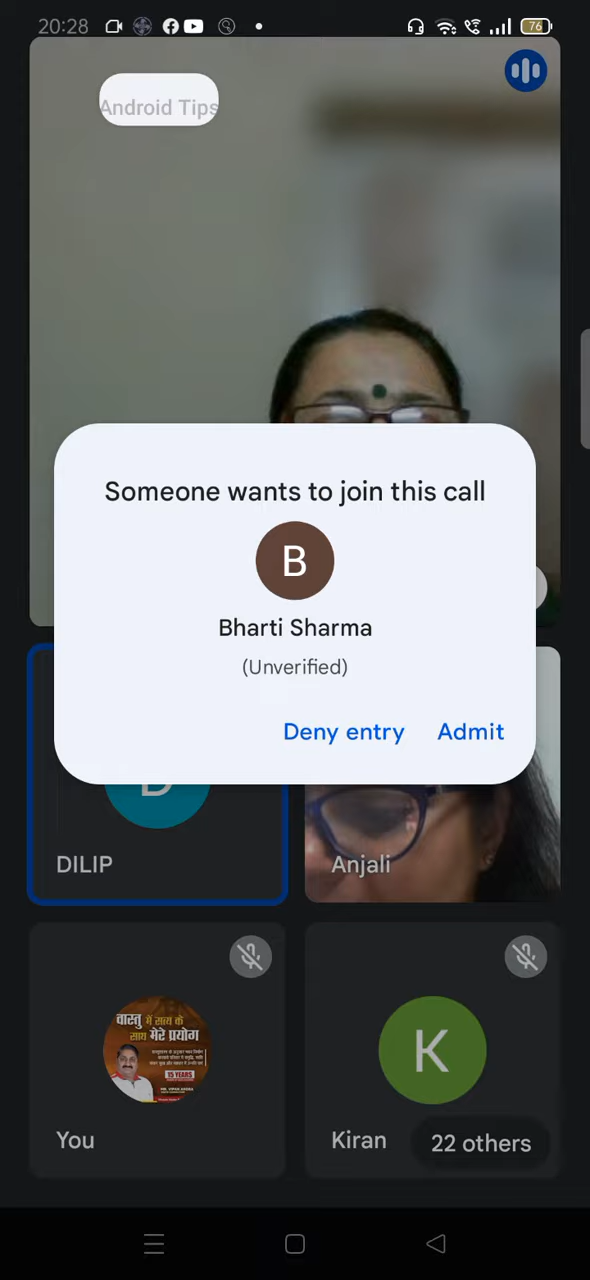 20:28
76
Android Tips
Someone wants to join this call
B
Bharti Sharma
(Unverified)
Deny entry
Admit
DILIP
Anjali
वास्तु में सत्य के
साथ मेरे प्रयोग
15 YEARS
You
K
Kiran
22 others